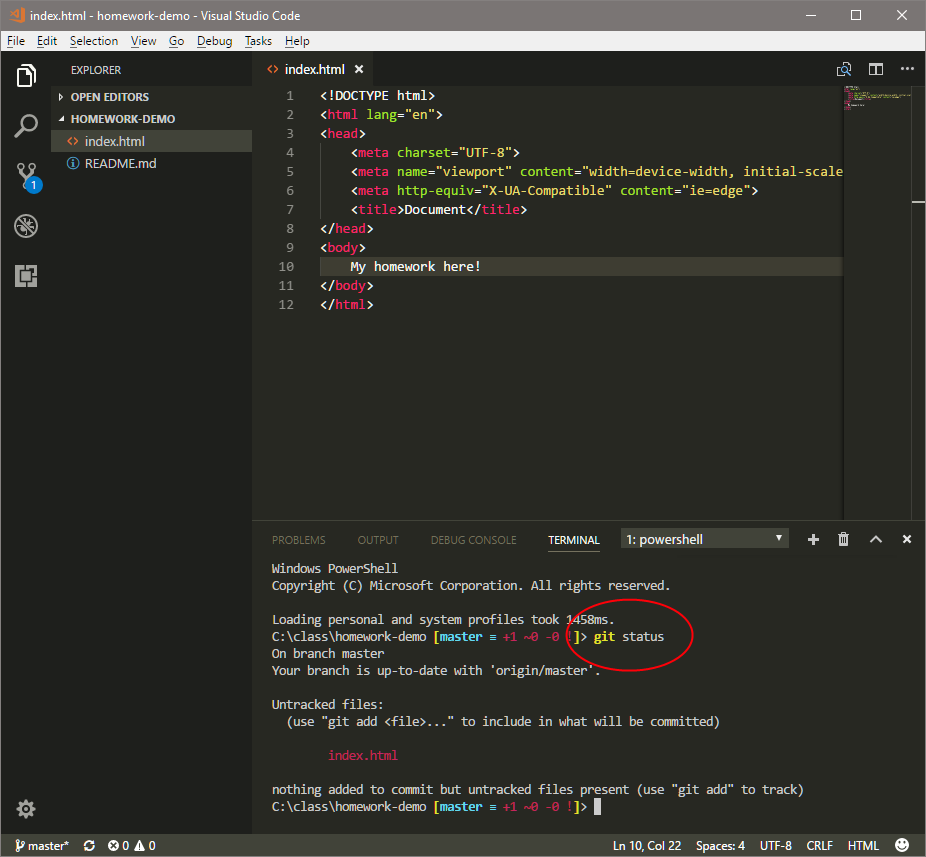 index.html - homework-demo - Visual Studio Code
File Edit Selection View Go Debug Tasks Help
EXPLORER
OPEN EDITORS
HOMEWORK-DEMO
index.html
README.md
1
index.html
1 <!DOCTYPE html>
2 <html lang="en">
3 <head>
4 <meta charset="UTF-8">
5 <meta name="viewport" content="width=device-width, initial-scale
6 <meta http-equiv="X-UA-Compatible" content="ie=edge">
7 <title>Document</title>
8 </head>
9 <body>
10 My homework here!
11 </body>
12 </html>
PROBLEMS OUTPUT DEBUG CONSOLE TERMINAL 1: powershell
Windows PowerShell
Copyright (C) Microsoft Corporation. All rights reserved.
Loading personal and system profiles took 1458ms.
C:\class\homework-demo [master ≡ +1 ~0 -0 !]> git status
On branch master
Your branch is up-to-date with 'origin/master'.
Untracked files:
(use "git add <file>..." to include in what will be committed)
index.html
nothing added to commit but untracked files present (use "git add" to track)
C:\class\homework-demo [master ≡ +1 ~0 -0 !]>
master* 0 0 Ln 10, Col 22 Spaces: 4 UTF-8 CRLF HTML